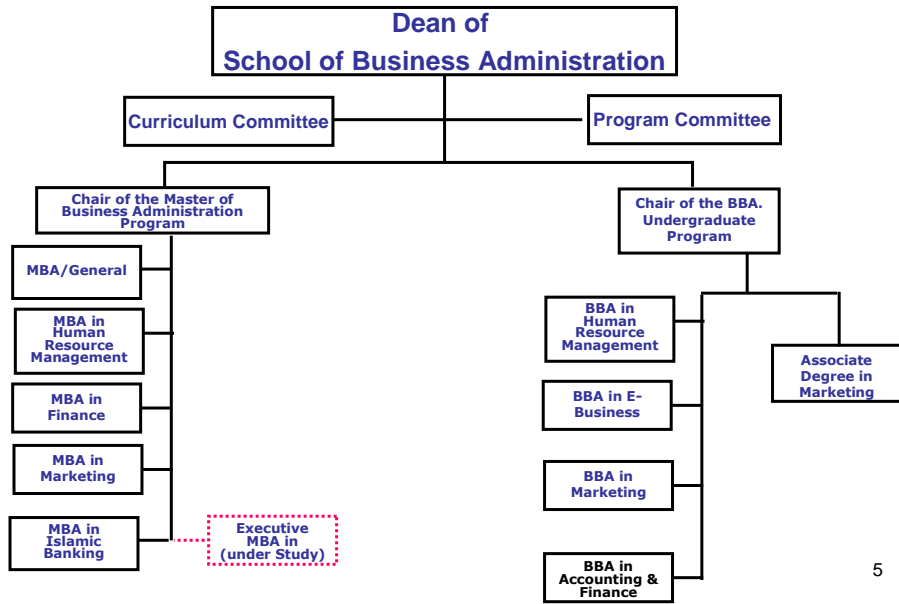 Dean of
School of Business Administration
Curriculum Committee
Program Committee
Chair of the Master of
Business Administration
Program
Chair of the BBA.
Undergraduate
Program
MBA/General
MBA in
Human
Resource
Management
MBA in
Finance
MBA in
Marketing
MBA in
Islamic
Banking
Executive
MBA in
(under Study)
BBA in
Human
Resource
Management
BBA in E-
Business
BBA in
Marketing
BBA in
Accounting &
Finance
Associate
Degree in
Marketing
5